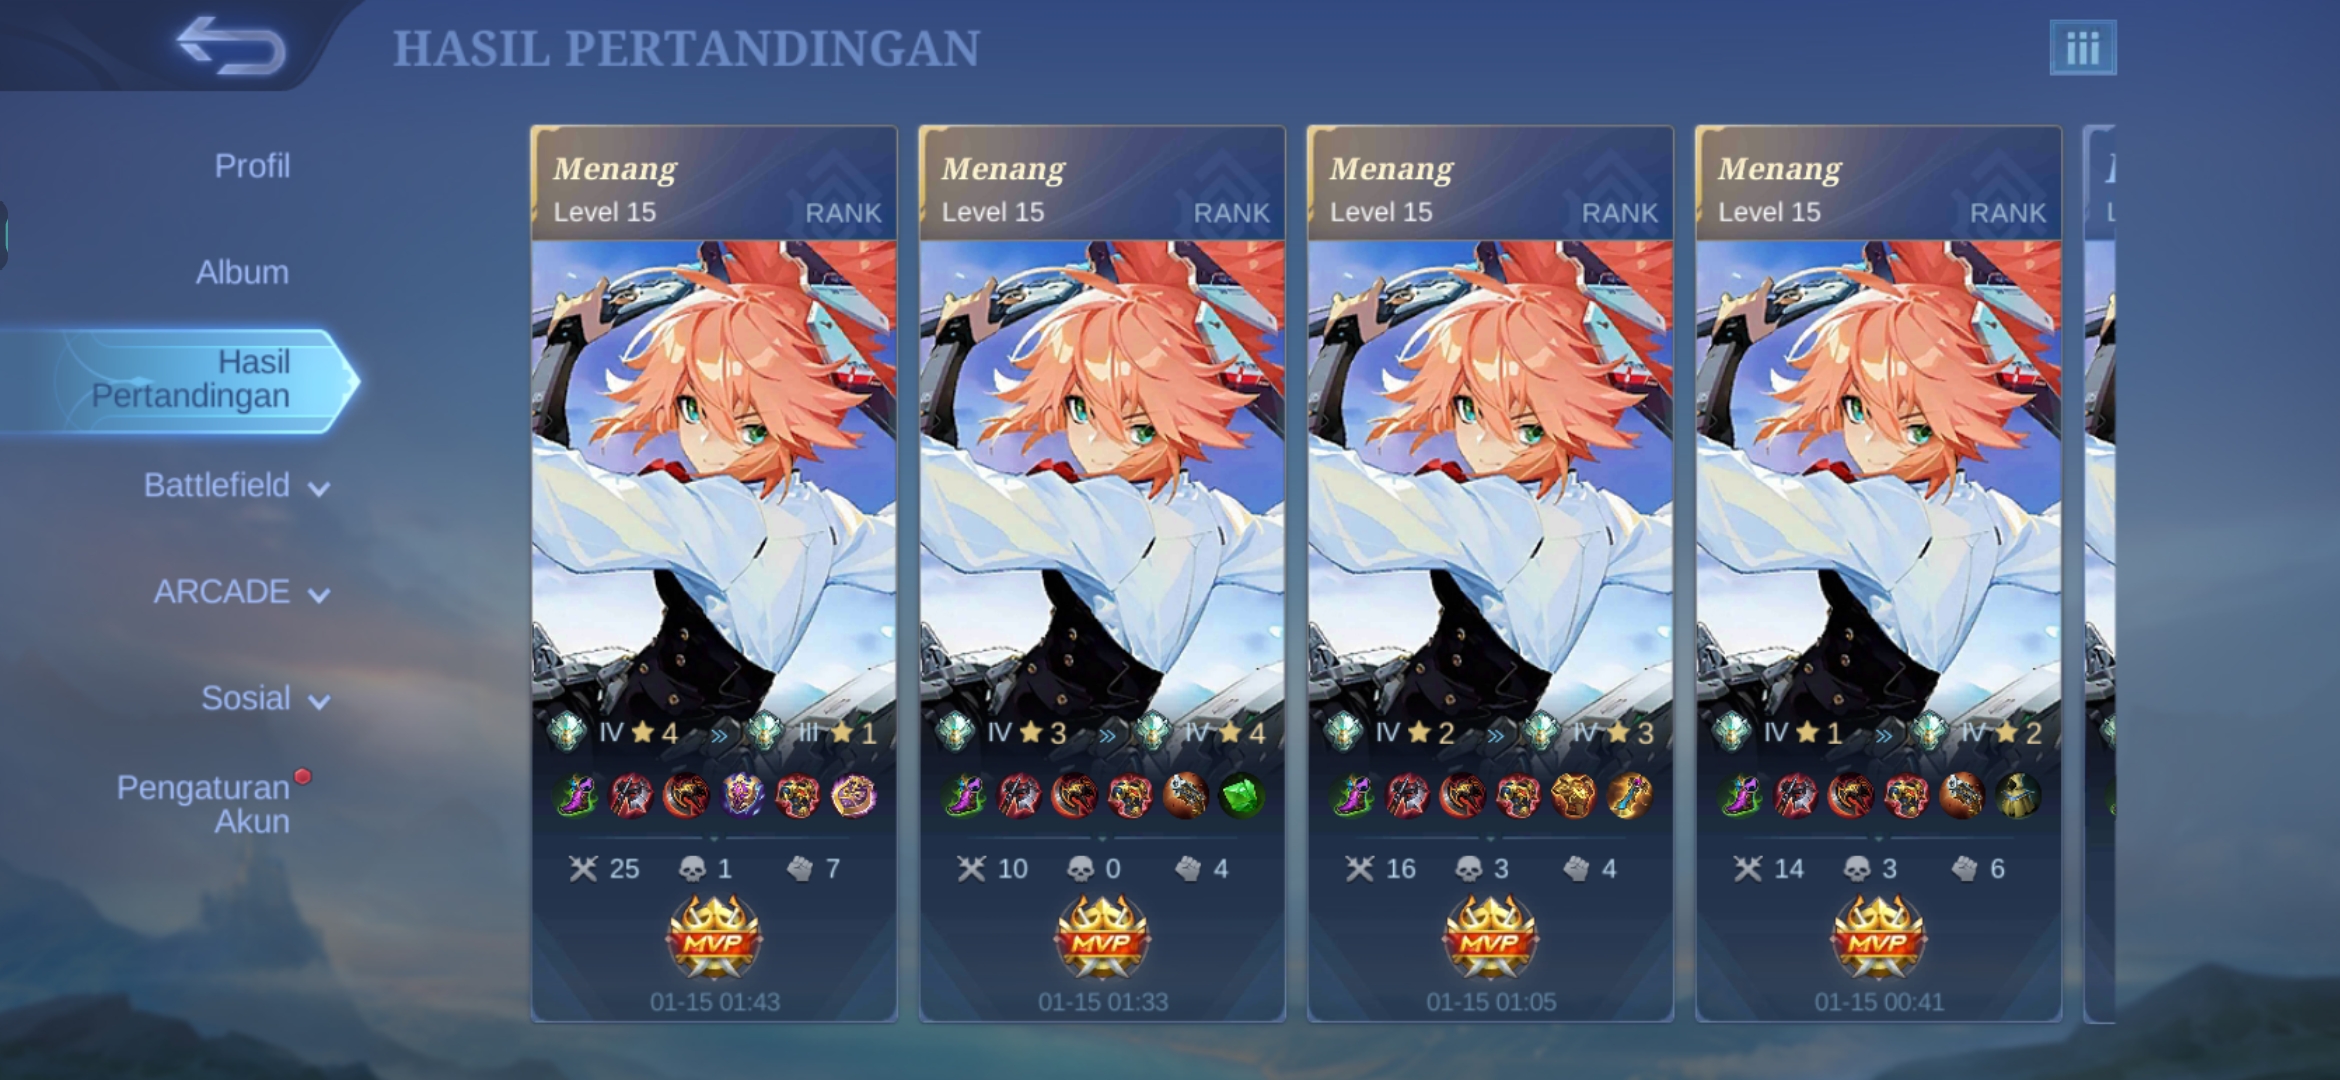 HASIL PERTANDINGAN
Profil
Album
Hasil
Pertandingan
Battlefield
ARCADE
Sosial
Pengaturan
Akun
Menang
Level 15 RANK
IV 4 » III 1
25 1 7
MVP
01-15 01:43
Menang
Level 15 RANK
IV 3 » IV 4
10 0 4
MVP
01-15 01:33
Menang
Level 15 RANK
IV 2 » IV 3
16 3 4
MVP
01-15 01:05
Menang
Level 15 RANK
IV 1 » IV 2
14 3 6
MVP
01-15 00:41